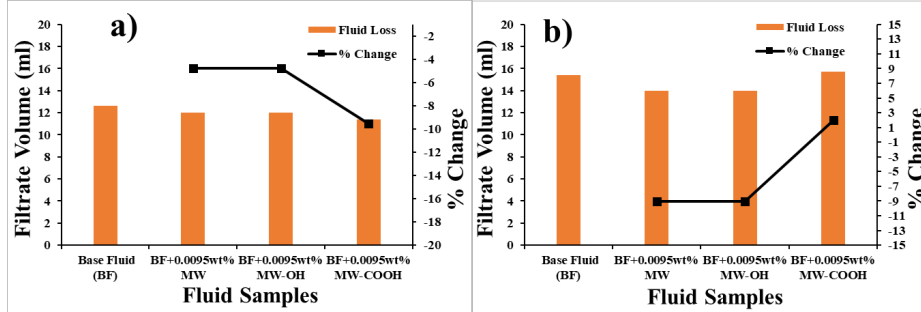 a)
Fluid Loss
% Change
Filtrate Volume (ml)
20
18
16
14
12
10
8
6
4
2
0
-2
-4
-6
-8
-10
-12
-14
-16
-18
-20
% Change
Base Fluid
(BF)
BF+0.0095wt%
MW
BF+0.0095wt%
MW-OH
BF+0.0095wt%
MW-COOH
Fluid Samples
b)
Fluid Loss
% Change
Filtrate Volume (ml)
20
18
16
14
12
10
8
6
4
2
0
15
12
9
6
3
1
-1
-3
-5
-7
-9
-11
-13
-15
% Change
Base Fluid
(BF)
BF+0.0095wt%
MW
BF+0.0095wt%
MW-OH
BF+0.0095wt%
MW-COOH
Fluid Samples